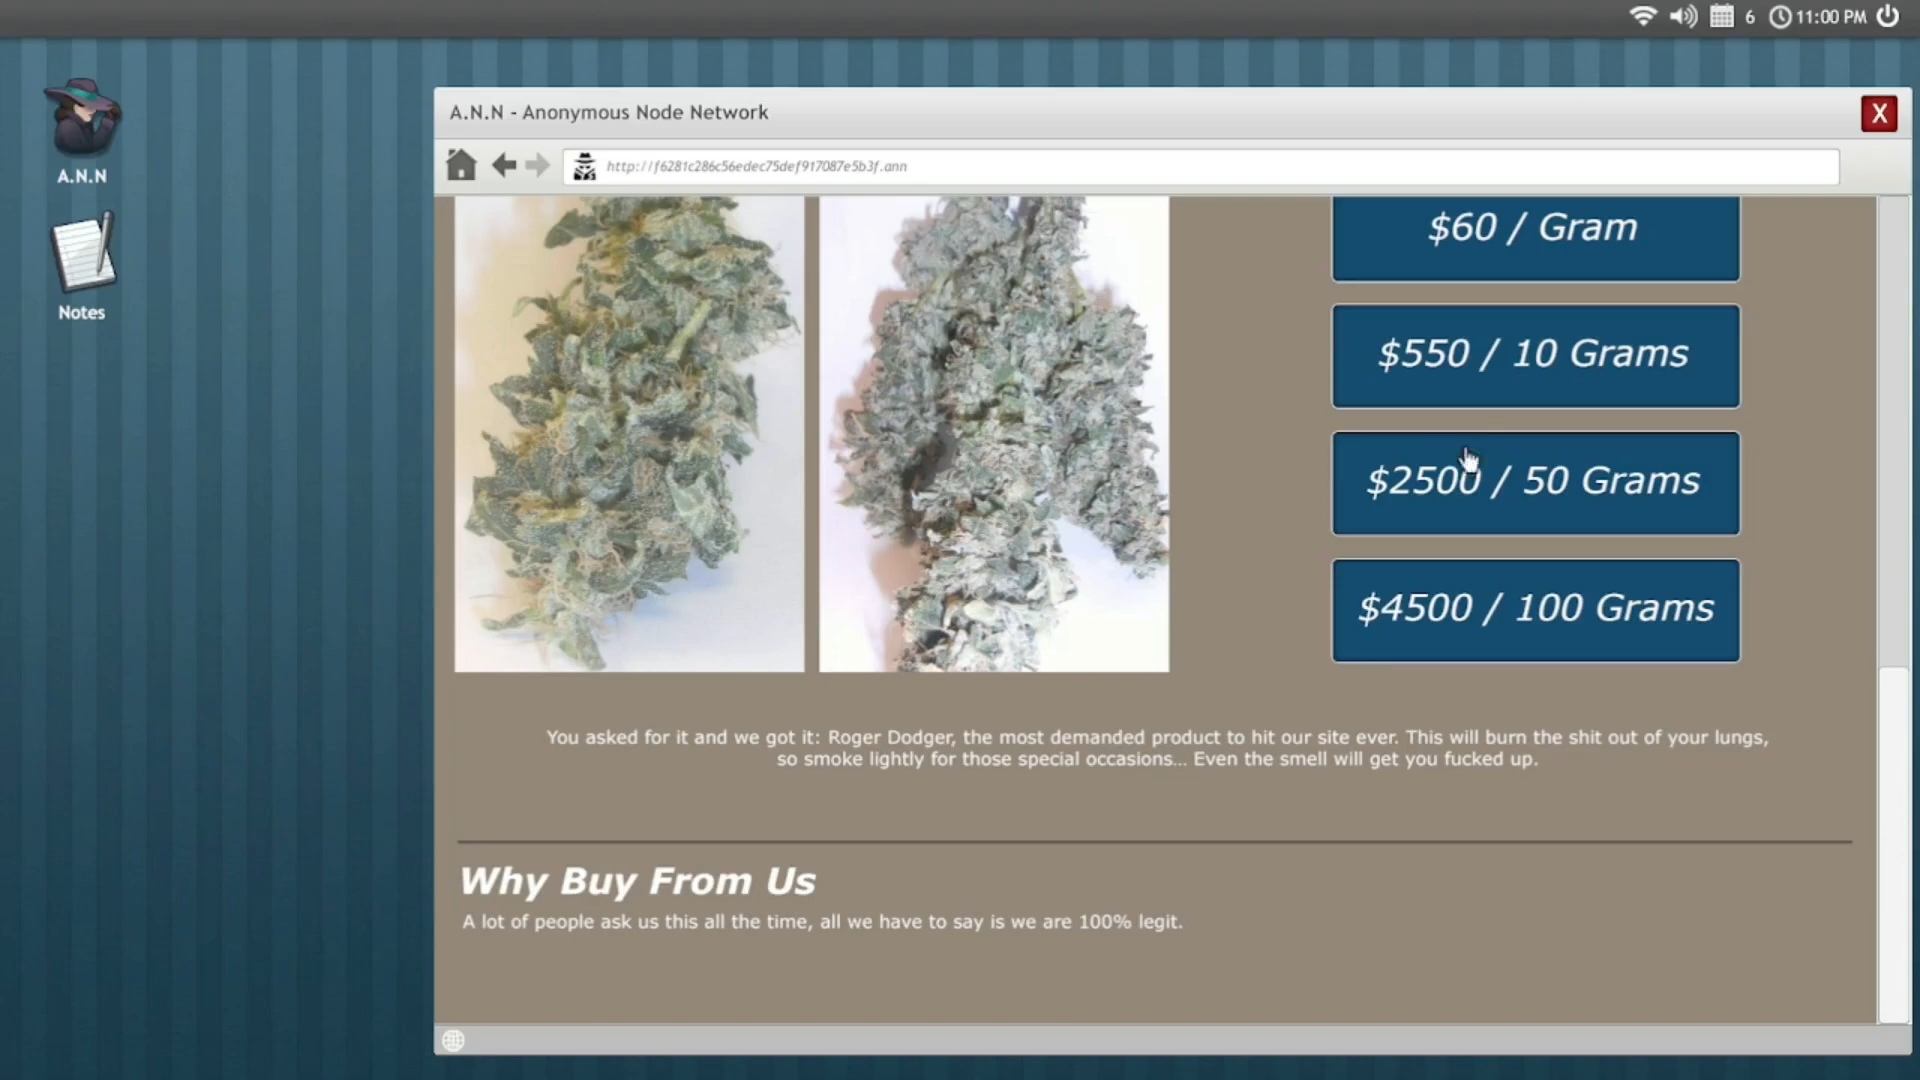 6
11:00 PM
A.N.N
Notes
A.N.N - Anonymous Node Network
X
http://f6281c286c56edec75def917087e5b3f.ann
$60 / Gram
$550 / 10 Grams
$2500 / 50 Grams
$4500 / 100 Grams
You asked for it and we got it: Roger Dodger, the most demanded product to hit our site ever. This will burn the shit out of your lungs,
so smoke lightly for those special occasions... Even the smell will get you fucked up.
Why Buy From Us
A lot of people ask us this all the time, all we have to say is we are 100% legit.